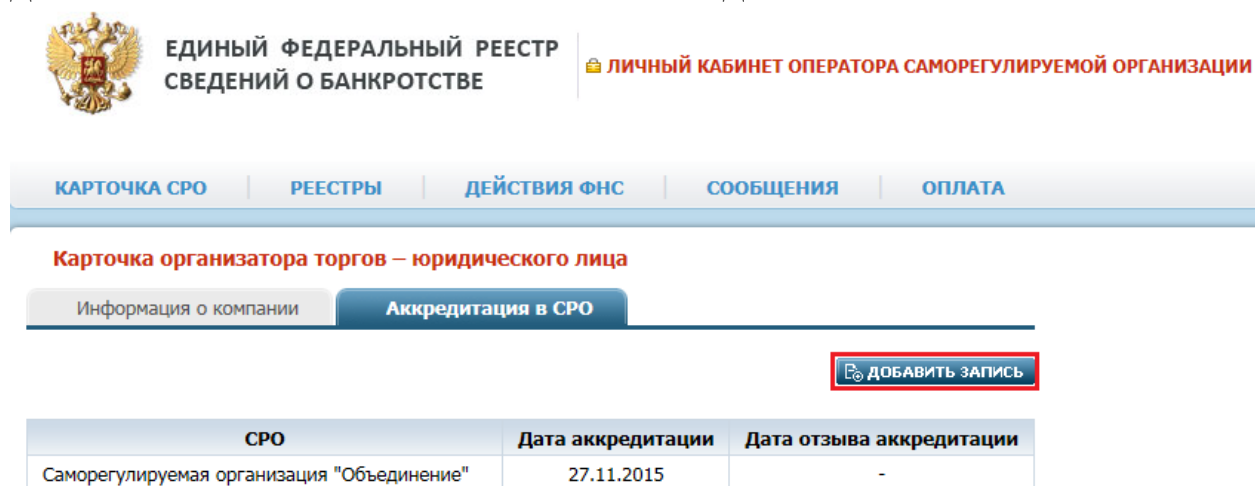 ЕДИНЫЙ ФЕДЕРАЛЬНЫЙ РЕЕСТР
СВЕДЕНИЙ О БАНКРОТСТВЕ
ЛИЧНЫЙ КАБИНЕТ ОПЕРАТОРА САМОРЕГУЛИРУЕМОЙ ОРГАНИЗАЦИИ
КАРТОЧКА СРО РЕЕСТРЫ ДЕЙСТВИЯ ФНС СООБЩЕНИЯ ОПЛАТА
Карточка организатора торгов – юридического лица
Информация о компании Аккредитация в СРО
ДОБАВИТЬ ЗАПИСЬ
СРО Дата аккредитации Дата отзыва аккредитации
Саморегулируемая организация "Объединение" 27.11.2015 -